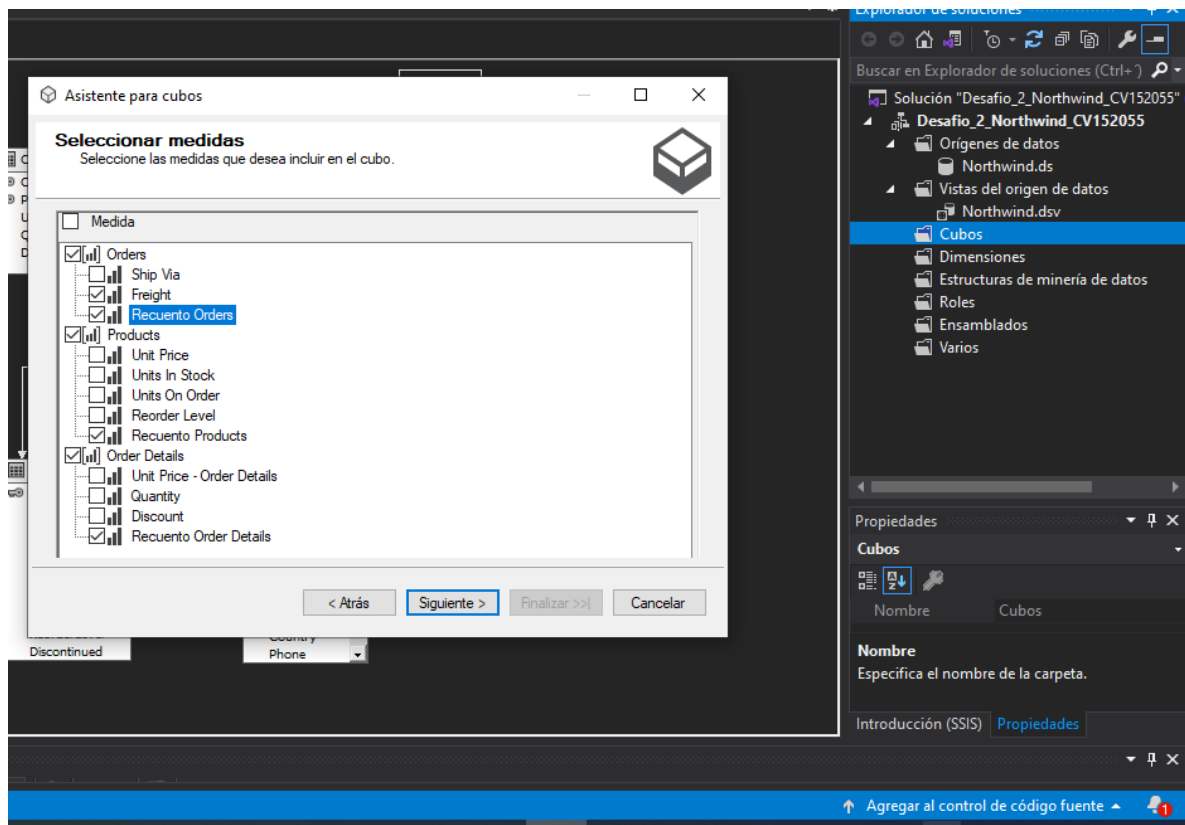 Explorador de soluciones
Buscar en Explorador de soluciones (Ctrl+´)
Solución "Desafio_2_Northwind_CV152055"
Desafio_2_Northwind_CV152055
Orígenes de datos
Northwind.ds
Vistas del origen de datos
Northwind.dsv
Cubos
Dimensiones
Estructuras de minería de datos
Roles
Ensamblados
Varios
Asistente para cubos
Seleccionar medidas
Seleccione las medidas que desea incluir en el cubo.
Medida
Orders
Ship Via
Freight
Recuento Orders
Products
Unit Price
Units In Stock
Units On Order
Reorder Level
Recuento Products
Order Details
Unit Price - Order Details
Quantity
Discount
Recuento Order Details
< Atrás
Siguiente >
Finalizar >>|
Cancelar
Discontinued
Country
Phone
Propiedades
Cubos
Nombre Cubos
Nombre
Especifica el nombre de la carpeta.
Introducción (SSIS) Propiedades
Agregar al control de código fuente
1